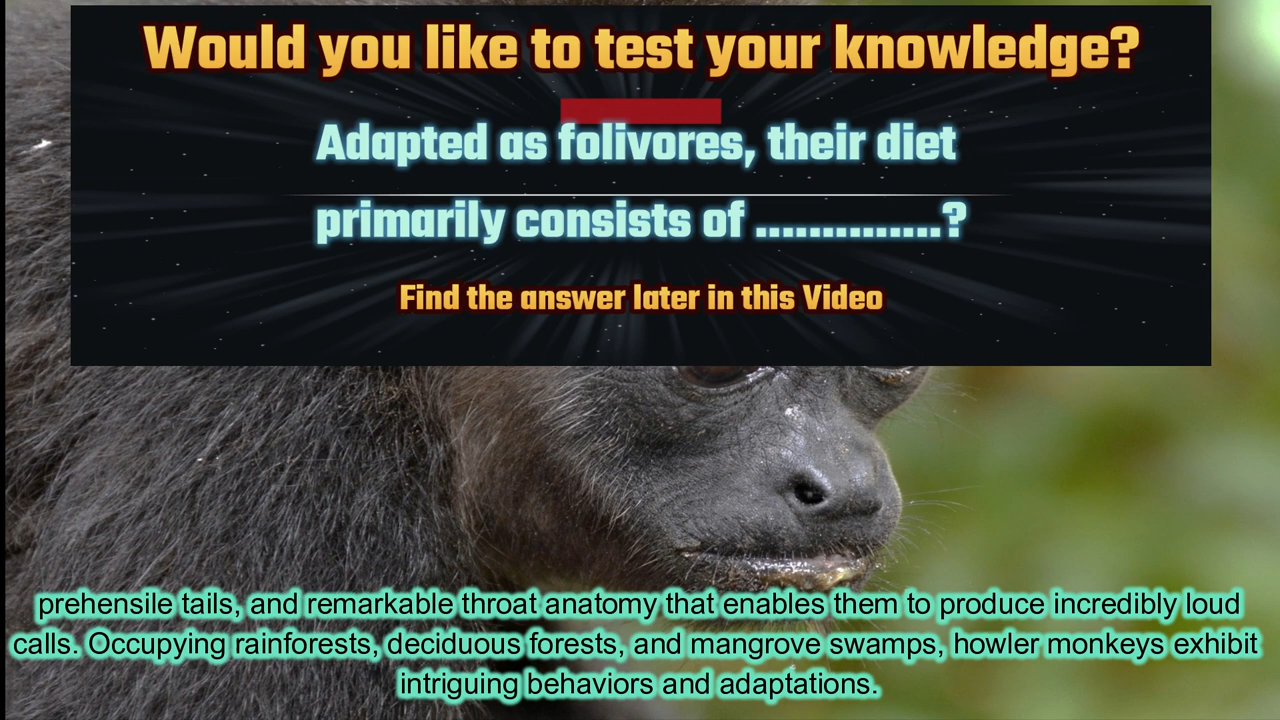 Would you like to test your knowledge?
Adapted as folivores, their diet
primarily consists of ..............?
Find the answer later in this Video
prehensile tails, and remarkable throat anatomy that enables them to produce incredibly loud
calls. Occupying rainforests, deciduous forests, and mangrove swamps, howler monkeys exhibit
intriguing behaviors and adaptations.